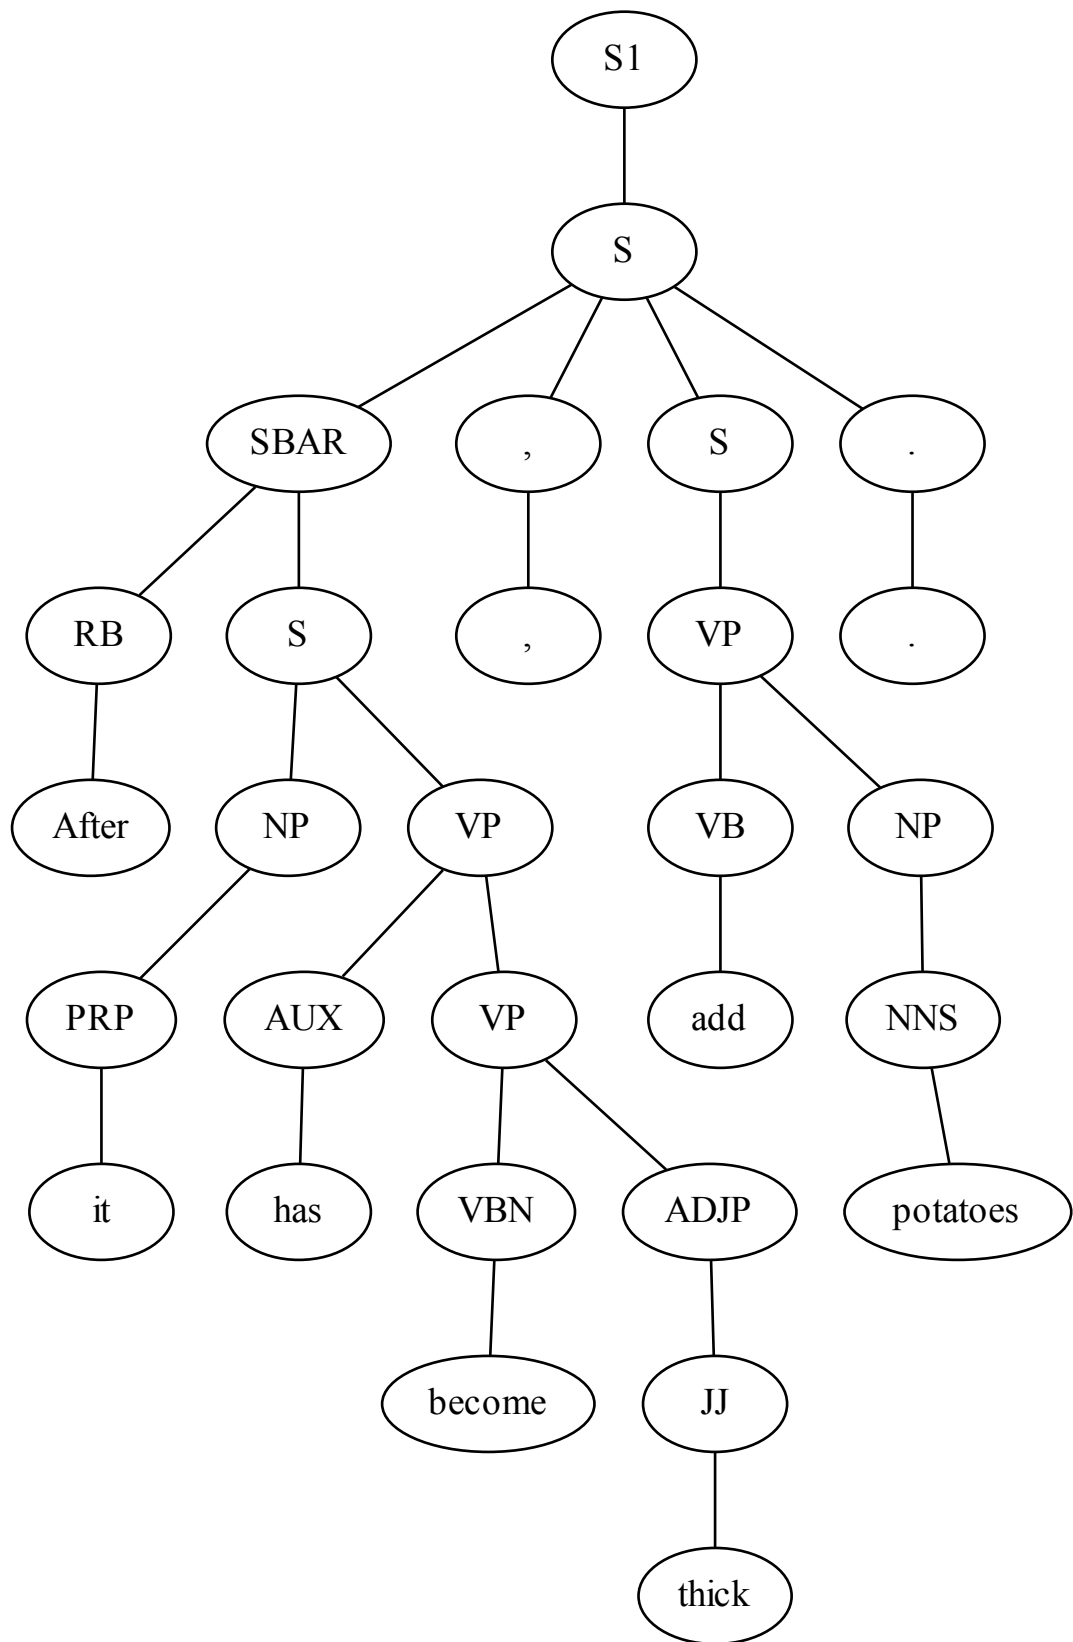 S1
S
SBAR , S .
RB S , VP .
After NP VP VB NP
PRP AUX VP add NNS
it has VBN ADJP potatoes
become JJ
thick